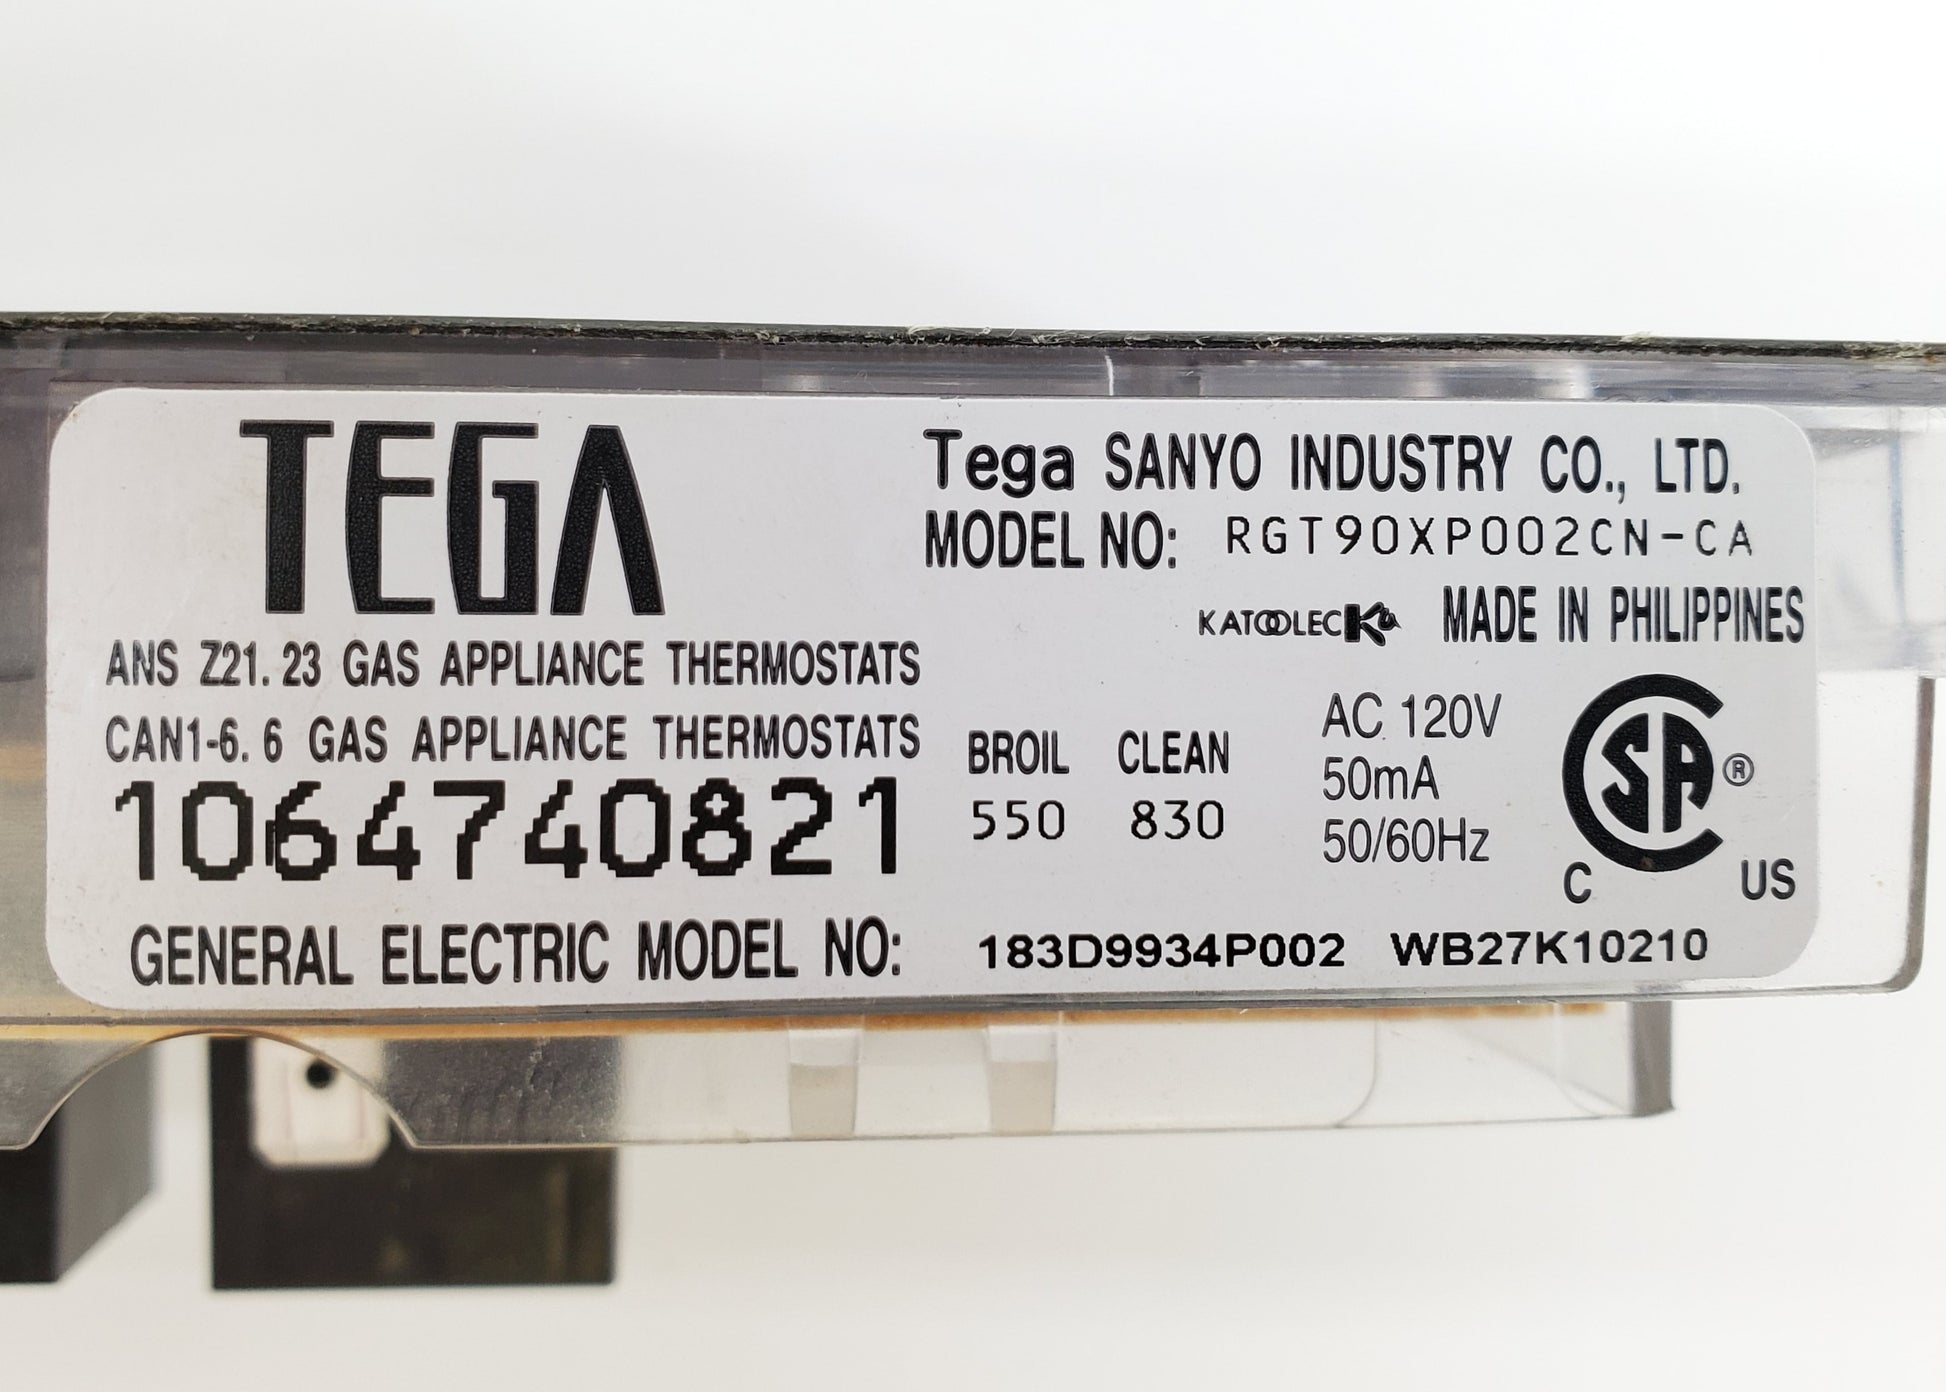 TEGA
Tega SANYO INDUSTRY CO., LTD.
MODEL NO: RGT90XP002CN-CA
KATOOLEC K MADE IN PHILIPPINES
ANS Z21. 23 GAS APPLIANCE THERMOSTATS
CAN1-6. 6 GAS APPLIANCE THERMOSTATS
1064740821
BROIL CLEAN
550 830
AC 120V
50mA
50/60Hz
SA ®
C US
GENERAL ELECTRIC MODEL NO: 183D9934P002 WB27K10210